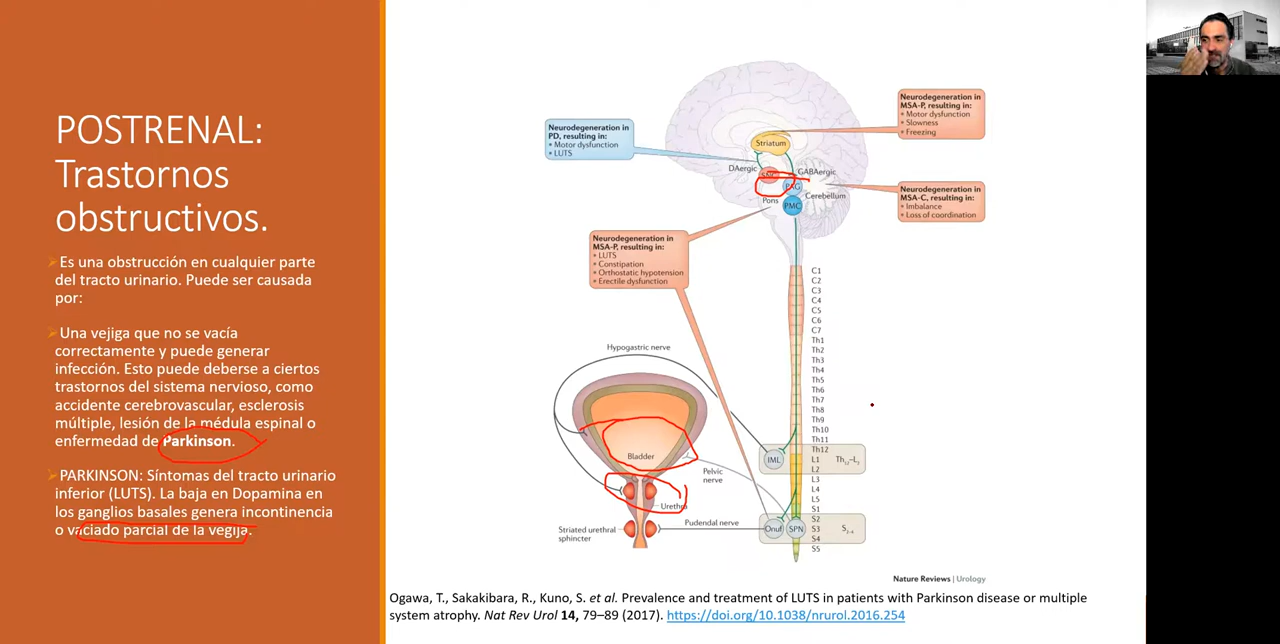 POSTRENAL:
Trastornos
obstructivos.
Es una obstrucción en cualquier parte
del tracto urinario. Puede ser causada
por:
Una vejiga que no se vacía
correctamente y puede generar
infección. Esto puede deberse a ciertos
trastornos del sistema nervioso, como
accidente cerebrovascular, esclerosis
múltiple, lesión de la médula espinal o
enfermedad de Parkinson.
PARKINSON: Síntomas del tracto urinario
inferior (LUTS). La baja en Dopamina en
los ganglios basales genera incontinencia
o vaciado parcial de la vegija.
Neurodegeneration in
PD, resulting in:
• Motor dysfunction
• LUTS
Neurodegeneration in
MSA-P, resulting in:
• Motor dysfunction
• Slowness
• Freezing
Striatum
DAergic
GABAergic
PAG
Pons
PMC
Cerebellum
Neurodegeneration in
MSA-C, resulting in:
• Imbalance
• Loss of coordination
Neurodegeneration in
MSA-P, resulting in:
• LUTS
• Constipation
• Orthostatic hypotension
• Erectile dysfunction
C1
C2
C3
C4
C5
C6
C7
Th1
Th2
Th3
Th4
Th5
Th6
Th7
Th8
Th9
Th10
Th11
Th12
L1
L2
L3
L4
L5
S1
S2
S3
S4
S5
Hypogastric nerve
Bladder
IML
Pelvic
nerve
Urethra
Striated urethral
sphincter
Pudendal nerve
Onuf
SPN
Nature Reviews | Urology
Ogawa, T., Sakakibara, R., Kuno, S. et al. Prevalence and treatment of LUTS in patients with Parkinson disease or multiple
system atrophy. Nat Rev Urol 14, 79–89 (2017). https://doi.org/10.1038/nrurol.2016.254